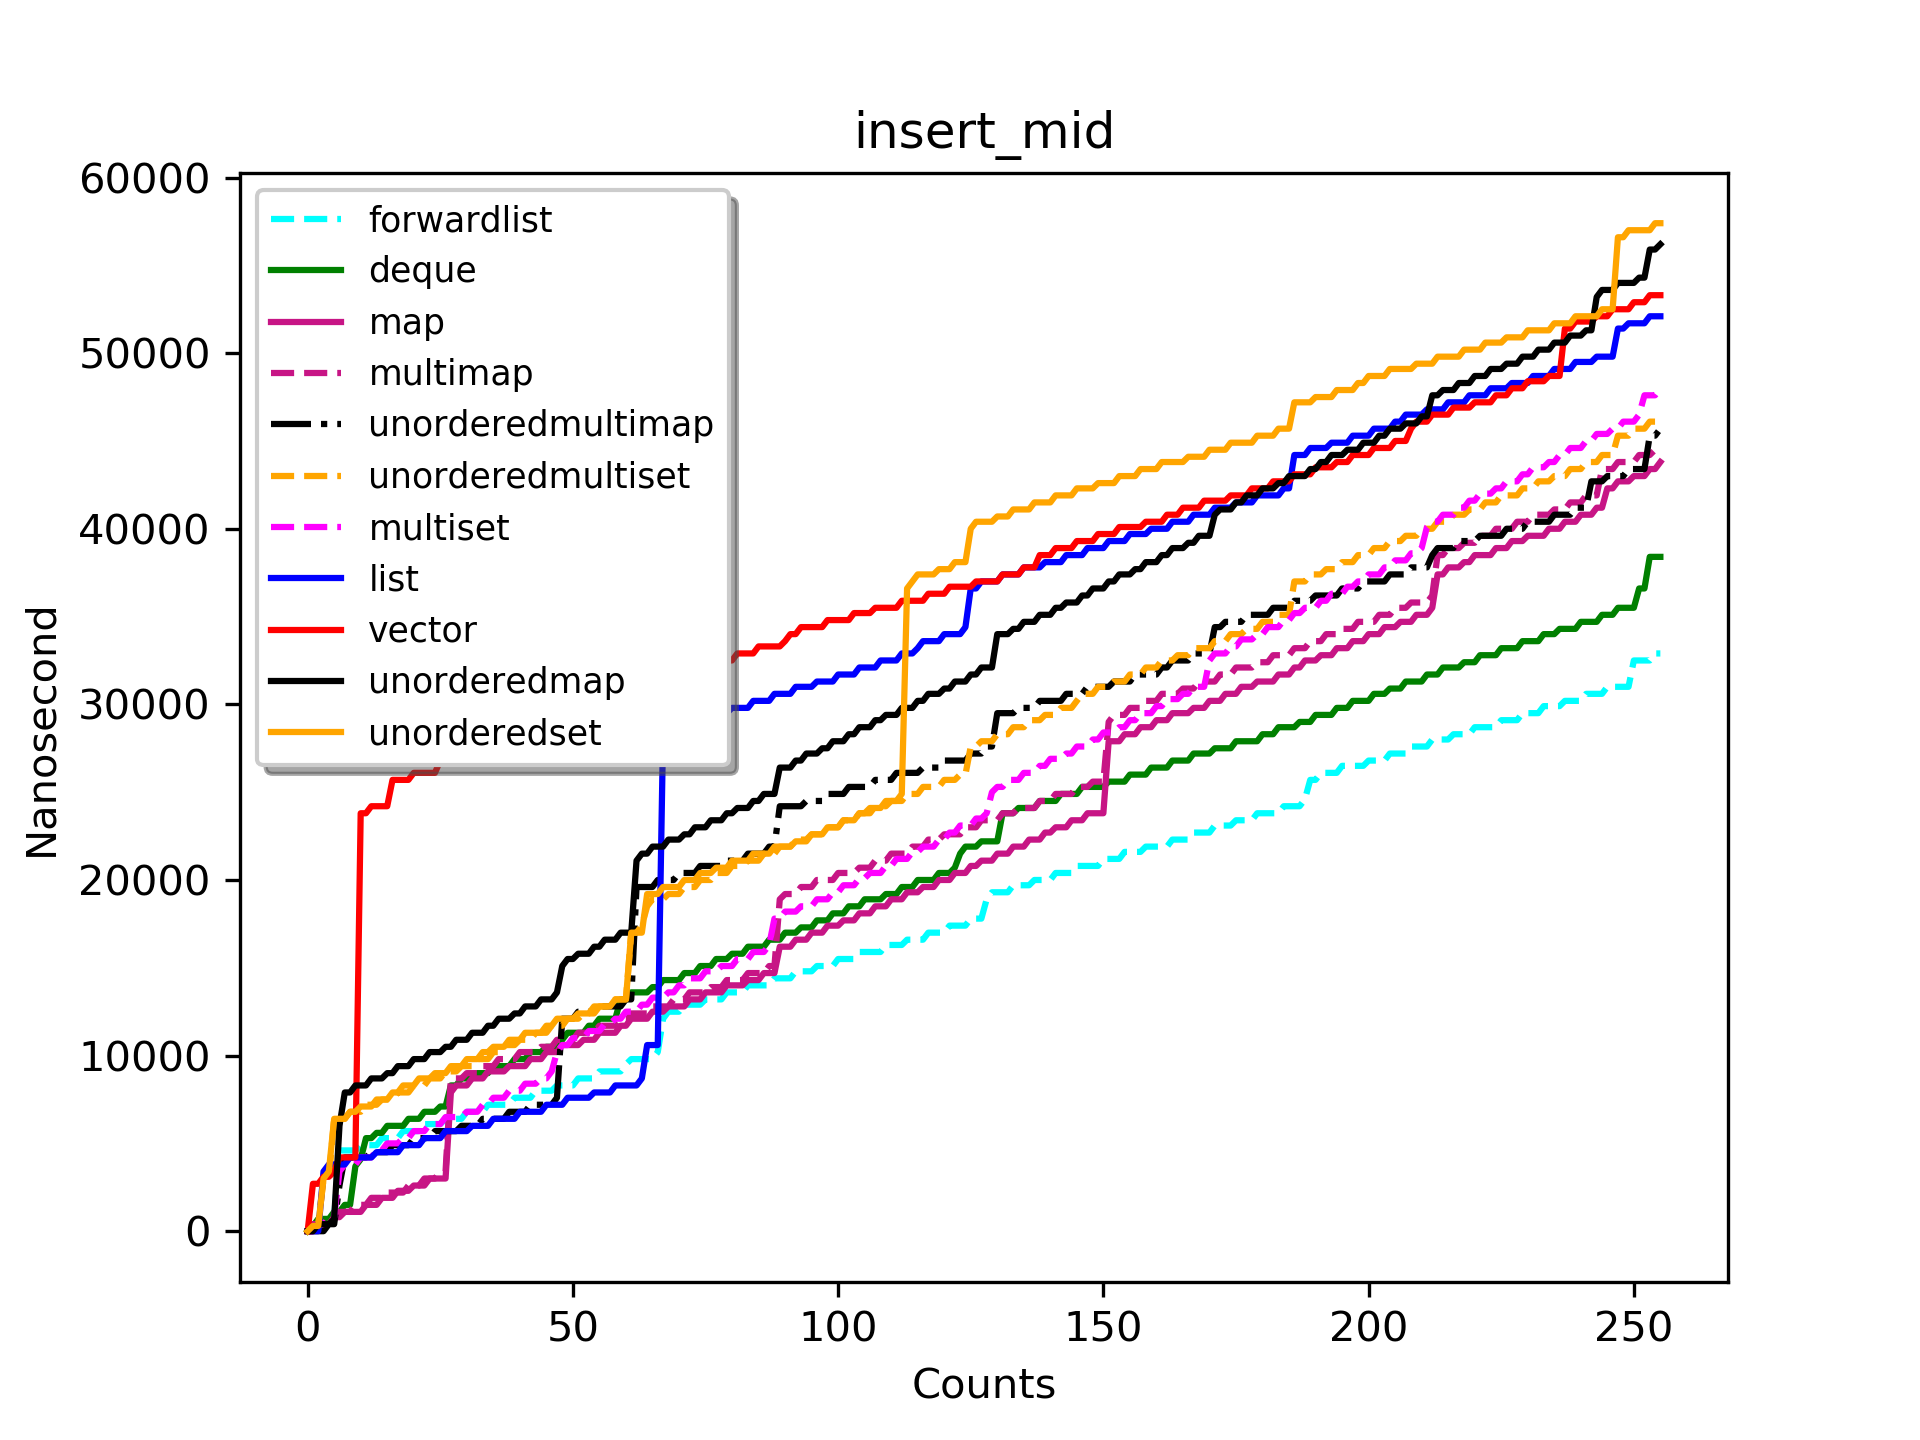 insert_mid
60000
50000
40000
30000
20000
10000
0
Nanosecond
forwardlist
deque
map
multimap
unorderedmultimap
unorderedmultiset
multiset
list
vector
unorderedmap
unorderedset
0 50 100 150 200 250
Counts